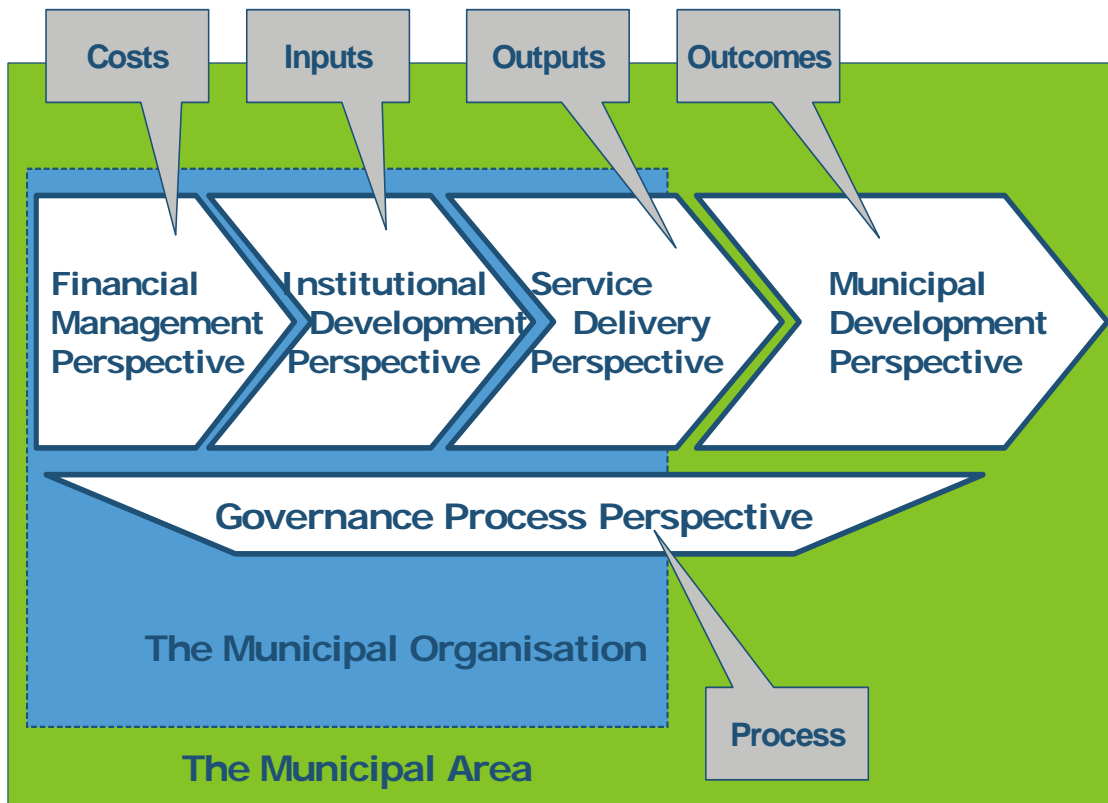 Costs
Inputs
Outputs
Outcomes
Financial
Management
Perspective
Institutional
Development
Perspective
Service
Delivery
Perspective
Municipal
Development
Perspective
Governance Process Perspective
The Municipal Organisation
Process
The Municipal Area